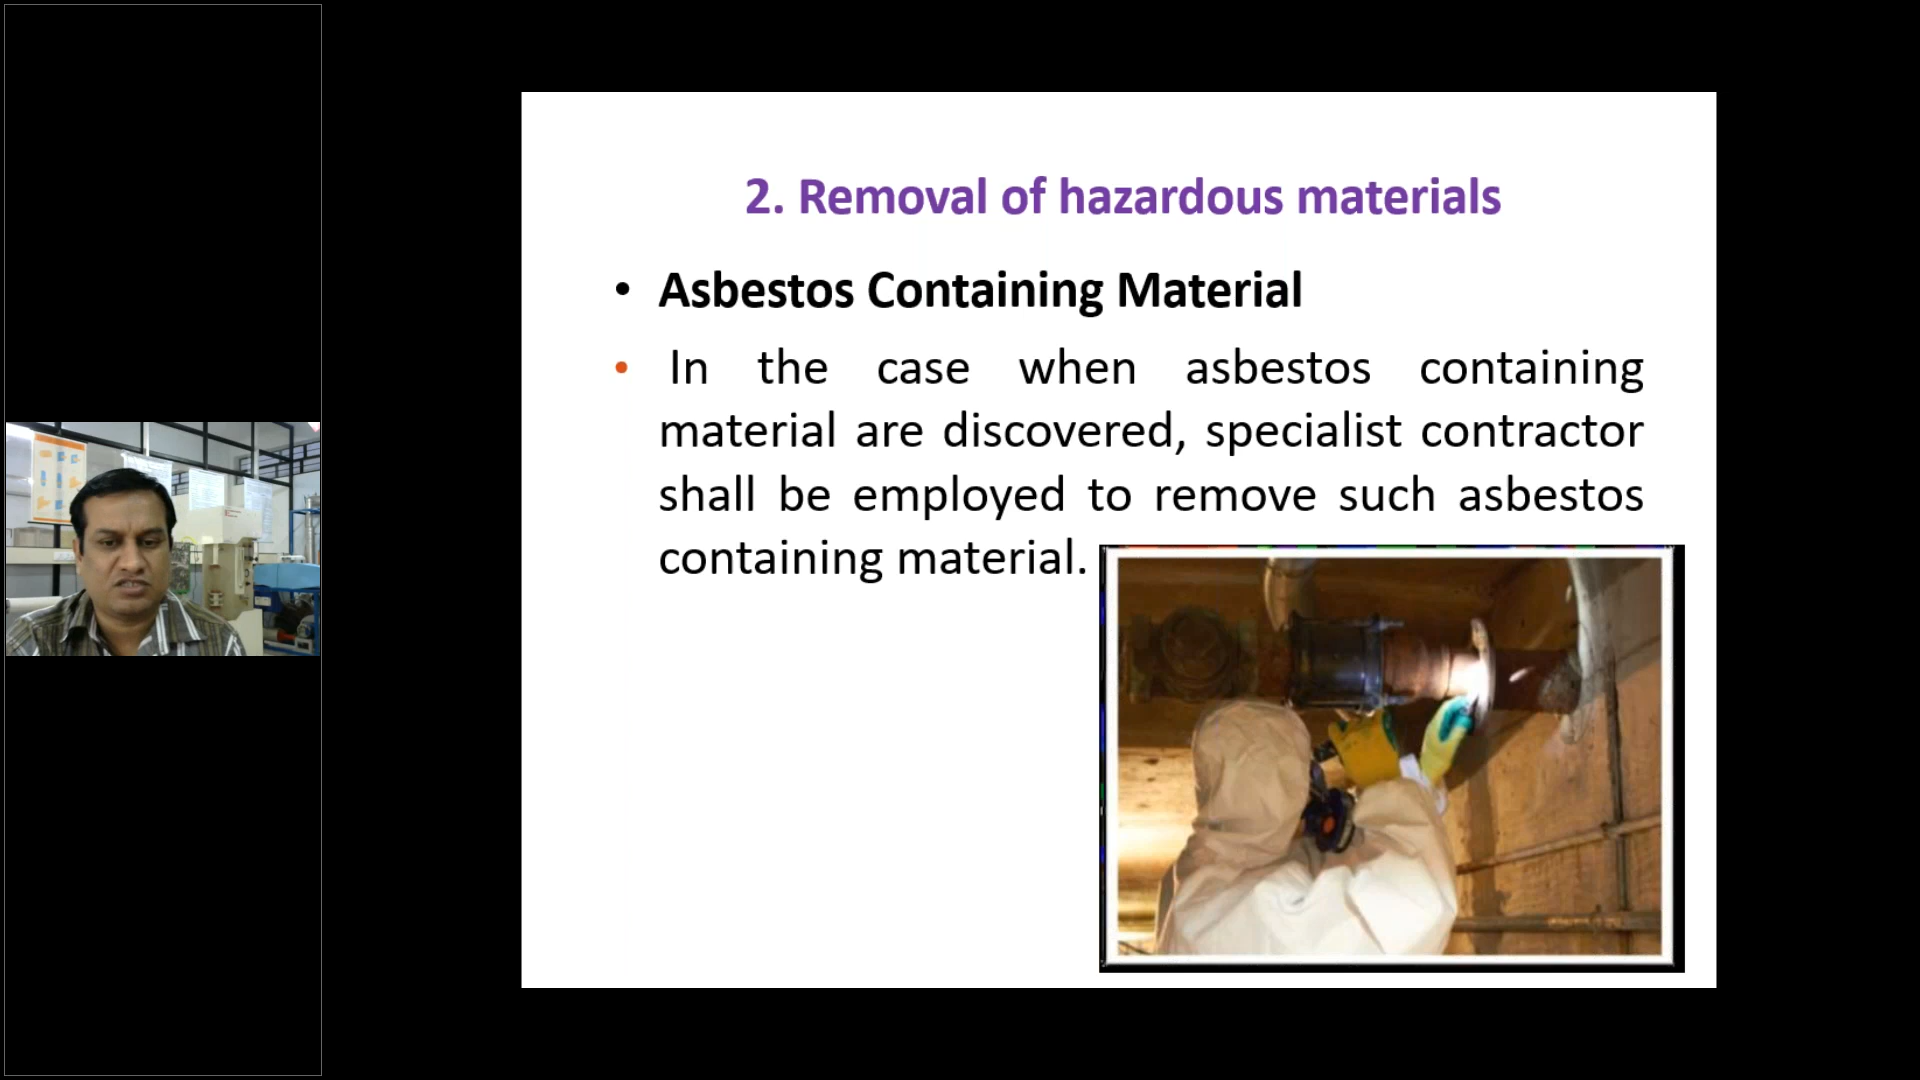 2. Removal of hazardous materials
• Asbestos Containing Material
• In the case when asbestos containing
material are discovered, specialist contractor
shall be employed to remove such asbestos
containing material.